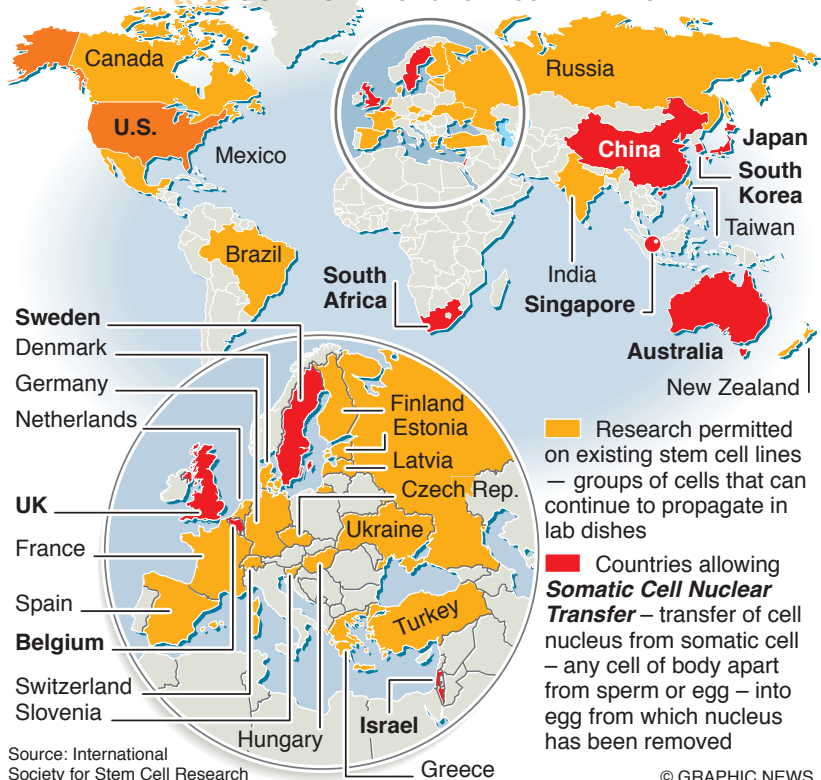 Canada
Russia
U.S.
Mexico
China
Japan
South
Korea
Taiwan
Brazil
India
Singapore
South
Africa
Australia
New Zealand
Sweden
Denmark
Germany
Netherlands
UK
France
Spain
Belgium
Switzerland
Slovenia
Hungary
Israel
Greece
Finland
Estonia
Latvia
Czech Rep.
Ukraine
Turkey
Research permitted
on existing stem cell lines
— groups of cells that can
continue to propagate in
lab dishes
Countries allowing
Somatic Cell Nuclear
Transfer – transfer of cell
nucleus from somatic cell
– any cell of body apart
from sperm or egg – into
egg from which nucleus
has been removed
Source: International
Society for Stem Cell Research
© GRAPHIC NEWS